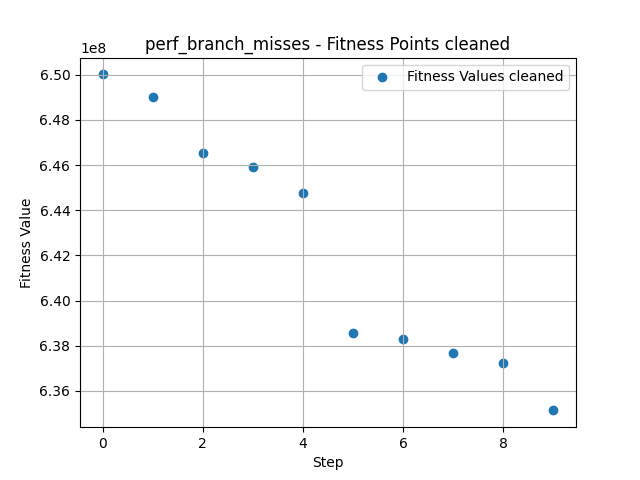 perf_branch_misses - Fitness Points cleaned
1e8
Fitness Values cleaned
6.50
6.48
6.46
6.44
6.42
6.40
6.38
6.36
Fitness Value
0 2 4 6 8
Step